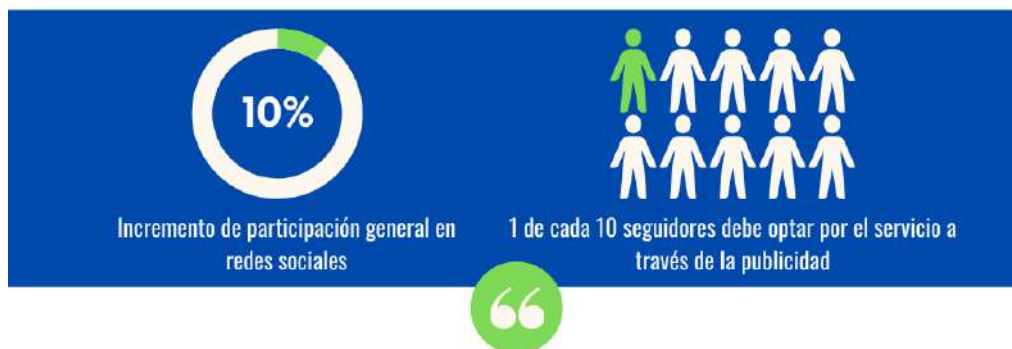 10%
Incremento de participación general en
redes sociales
1 de cada 10 seguidores debe optar por el servicio a
través de la publicidad